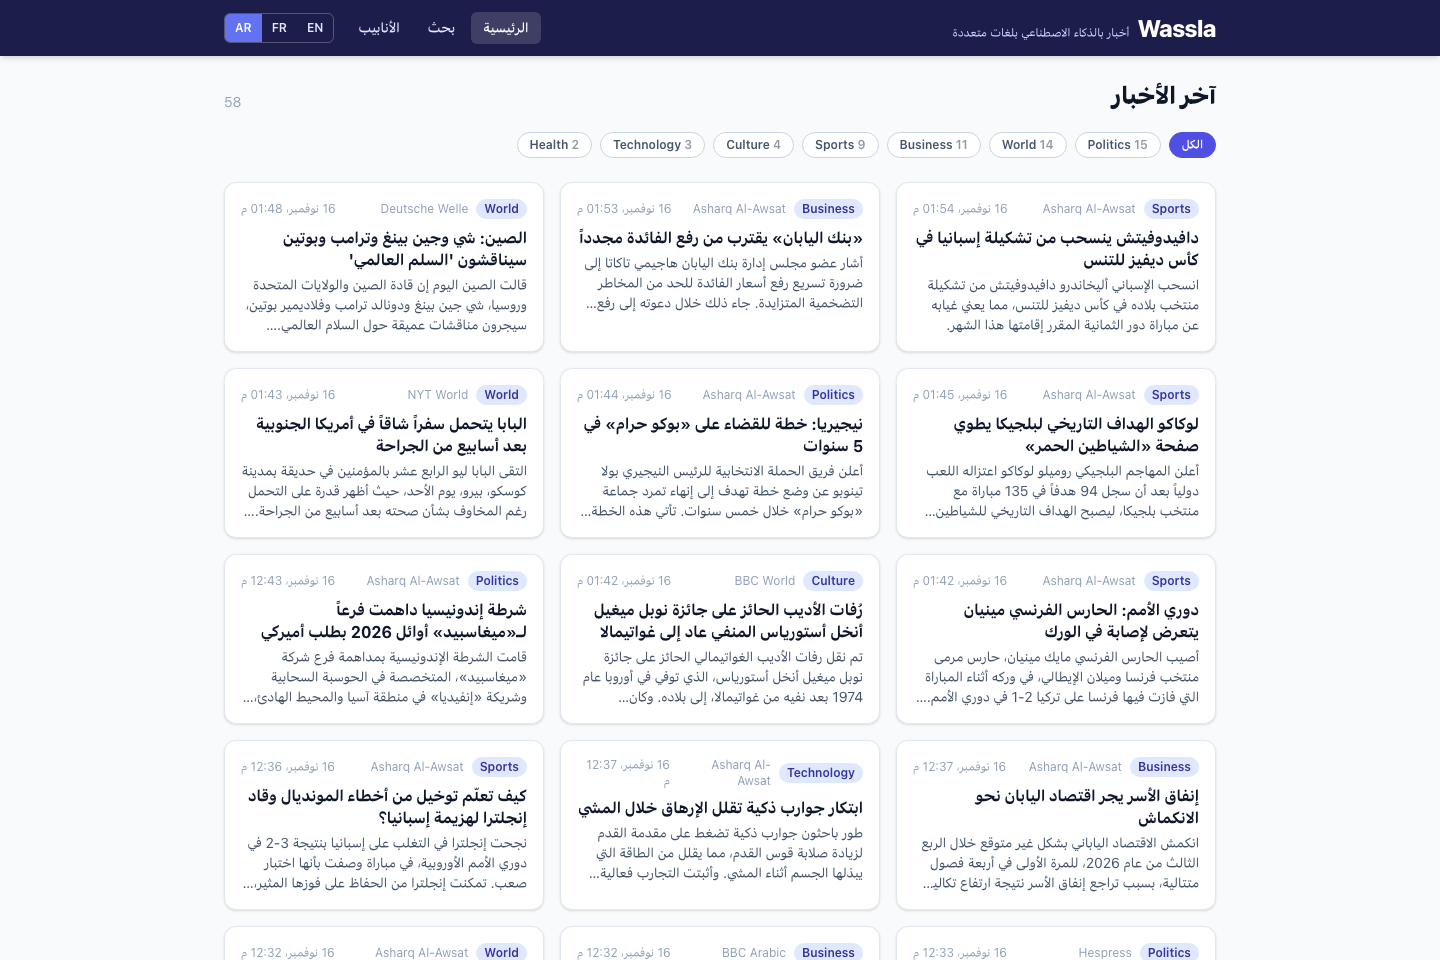 Wassla أخبار بالذكاء الاصطناعي بلغات متعددة
الرئيسية بحث الأنابيب
EN FR AR
آخر الأخبار
58
الكل
Politics 15
World 14
Business 11
Sports 9
Culture 4
Technology 3
Health 2
Sports Asharq Al-Awsat 16 نوفمبر، 01:54 م
دافيدوفيتش ينسحب من تشكيلة إسبانيا في
كأس ديفيز للتنس
انسحب الإسباني أليخاندرو دافيدوفيتش من تشكيلة
منتخب بلاده في كأس ديفيز للتنس، مما يعني غيابه
عن مباراة دور الثمانية المقرر إقامتها هذا الشهر.
Business Asharq Al-Awsat 16 نوفمبر، 01:53 م
«بنك اليابان» يقترب من رفع الفائدة مجدداً
أشار عضو مجلس إدارة بنك اليابان هاجيمي تاكاتا إلى
ضرورة تسريع رفع أسعار الفائدة للحد من المخاطر
التضخمية المتزايدة. جاء ذلك خلال دعوته إلى رفع...
World Deutsche Welle 16 نوفمبر، 01:48 م
الصين: شي وجين بينغ وترامب وبوتين
سيناقشون 'السلم العالمي'
قالت الصين اليوم إن قادة الصين والولايات المتحدة
وروسيا، شي جين بينغ ودونالد ترامب وفلاديمير بوتين،
سيجرون مناقشات عميقة حول السلام العالمي....
Sports Asharq Al-Awsat 16 نوفمبر، 01:45 م
لوكاكو الهداف التاريخي لبلجيكا يطوي
صفحة «الشياطين الحمر»
أعلن المهاجم البلجيكي روميلو لوكاكو اعتزاله اللعب
دولياً بعد أن سجل 94 هدفاً في 135 مباراة مع
منتخب بلجيكا، ليصبح الهداف التاريخي للشياطين...
Politics Asharq Al-Awsat 16 نوفمبر، 01:44 م
نيجيريا: خطة للقضاء على «بوكو حرام» في
5 سنوات
أعلن فريق الحملة الانتخابية للرئيس النيجيري بولا
تينوبو عن وضع خطة تهدف إلى إنهاء تمرد جماعة
«بوكو حرام» خلال خمس سنوات. تأتي هذه الخطة...
World NYT World 16 نوفمبر، 01:43 م
البابا يتحمل سفراً شاقاً في أمريكا الجنوبية
بعد أسابيع من الجراحة
التقى البابا ليو الرابع عشر بالمؤمنين في حديقة بمدينة
كوسكو، بيرو، يوم الأحد، حيث أظهر قدرة على التحمل
رغم المخاوف بشأن صحته بعد أسابيع من الجراحة....
Sports Asharq Al-Awsat 16 نوفمبر، 01:42 م
دوري الأمم: الحارس الفرنسي مينيان
يتعرض لإصابة في الورك
أصيب الحارس الفرنسي مايك مينيان، حارس مرمى
منتخب فرنسا وميلان الإيطالي، في وركه أثناء المباراة
التي فازت فيها فرنسا على تركيا 2-1 في دوري الأمم....
Culture BBC World 16 نوفمبر، 01:42 م
رُفات الأديب الحائز على جائزة نوبل ميغيل
أنخل أستورياس المنفي عاد إلى غواتيمالا
تم نقل رفات الأديب الغواتيمالي الحائز على جائزة
نوبل ميغيل أنخل أستورياس، الذي توفي في أوروبا عام
1974 بعد نفيه من غواتيمالا، إلى بلاده. وكان...
Politics Asharq Al-Awsat 16 نوفمبر، 12:43 م
شرطة إندونيسيا داهمت فرعاً
لـ«ميغاسبيد» أوائل 2026 بطلب أميركي
قامت الشرطة الإندونيسية بمداهمة فرع شركة
«ميغاسبيد»، المتخصصة في الحوسبة السحابية
وشريكة «إنفيديا» في منطقة آسيا والمحيط الهادئ،...
Business Asharq Al-Awsat 16 نوفمبر، 12:37 م
إنفاق الأسر يجر اقتصاد اليابان نحو
الانكماش
انكمش الاقتصاد الياباني بشكل غير متوقع خلال الربع
الثالث من عام 2026، للمرة الأولى في أربعة فصول
متتالية، بسبب تراجع إنفاق الأسر نتيجة ارتفاع تكاليـ...
Technology Asharq Al-
Awsat 16 نوفمبر، 12:37
م
ابتكار جوارب ذكية تقلل الإرهاق خلال المشي
طور باحثون جوارب ذكية تضغط على مقدمة القدم
لزيادة صلابة قوس القدم، مما يقلل من الطاقة التي
يبذلها الجسم أثناء المشي. وأثبتت التجارب فعالية...
Sports Asharq Al-Awsat 16 نوفمبر، 12:36 م
كيف تعلّم توخيل من أخطاء المونديال وقاد
إنجلترا لهزيمة إسبانيا؟
نجحت إنجلترا في التغلب على إسبانيا بنتيجة 3-2 في
دوري الأمم الأوروبية، في مباراة وصفت بأنها اختبار
صعب. تمكنت إنجلترا من الحفاظ على فوزها المثير،...
Politics Hespress 16 نوفمبر، 12:33 م
Business BBC Arabic 16 نوفمبر، 12:32 م
World Asharq Al-Awsat 16 نوفمبر، 12:32 م